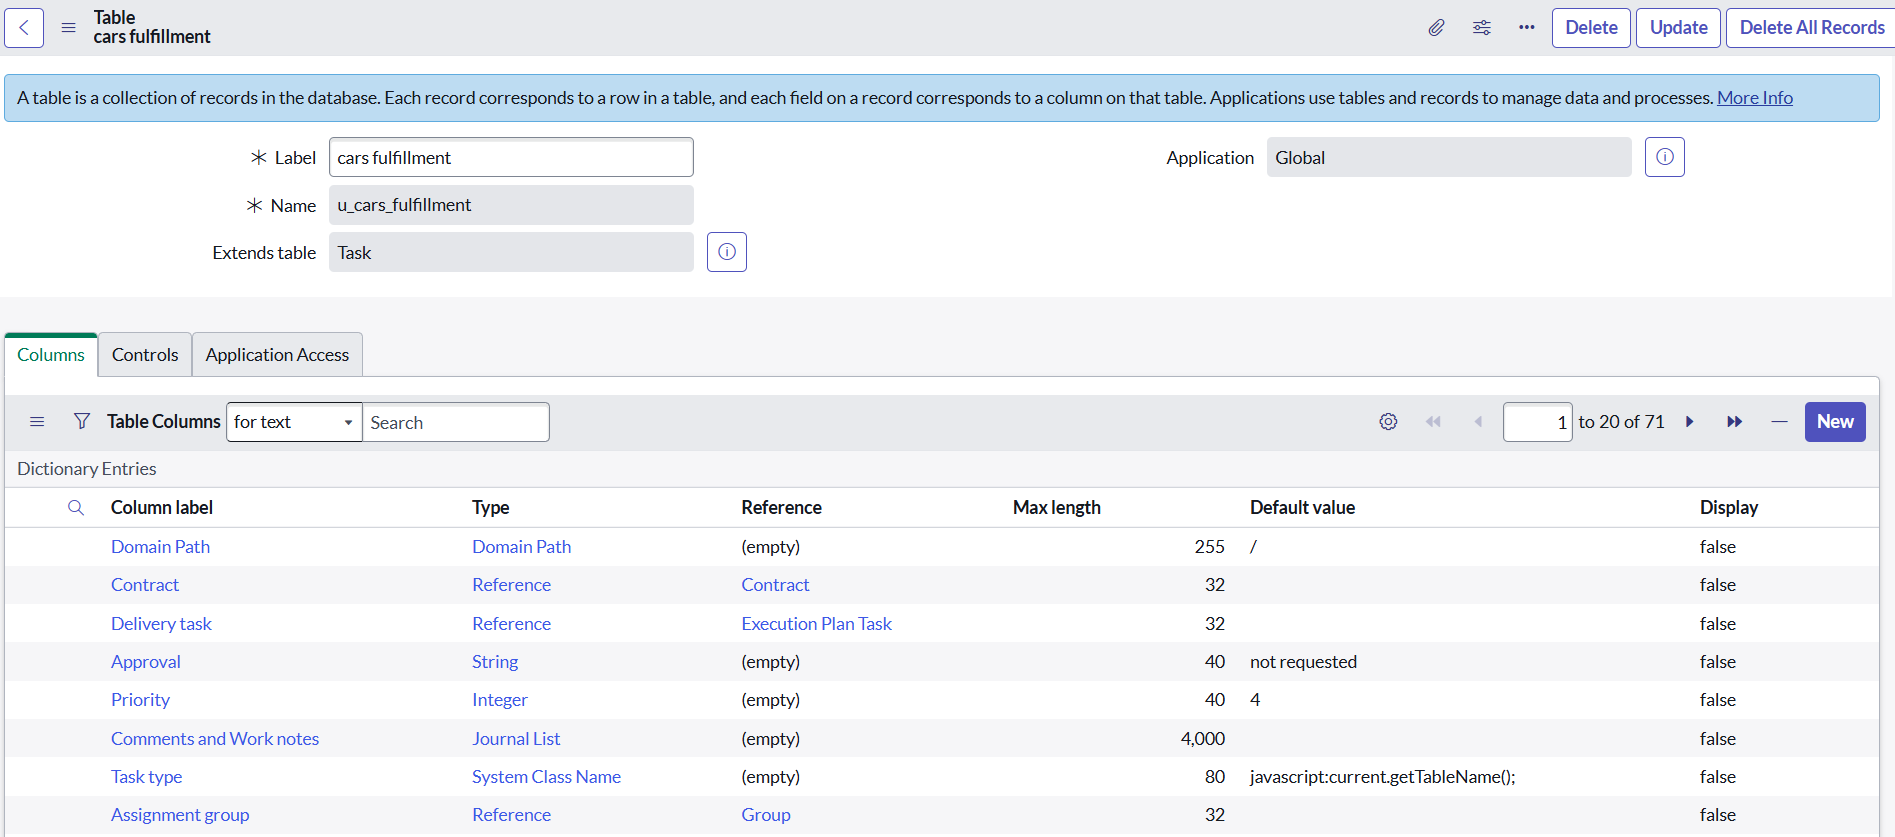 Table
cars fulfillment
Delete
Update
Delete All Records
A table is a collection of records in the database. Each record corresponds to a row in a table, and each field on a record corresponds to a column on that table. Applications use tables and records to manage data and processes. More Info
Label cars fulfillment
Application Global
Name u_cars_fulfillment
Extends table Task
Columns Controls Application Access
Table Columns for text Search 1 to 20 of 71 New
Dictionary Entries
Column label Type Reference Max length Default value Display
Domain Path Domain Path (empty) 255 / false
Contract Reference Contract 32 false
Delivery task Reference Execution Plan Task 32 false
Approval String (empty) 40 not requested false
Priority Integer (empty) 40 4 false
Comments and Work notes Journal List (empty) 4,000 false
Task type System Class Name (empty) 80 javascript:current.getTableName(); false
Assignment group Reference Group 32 false